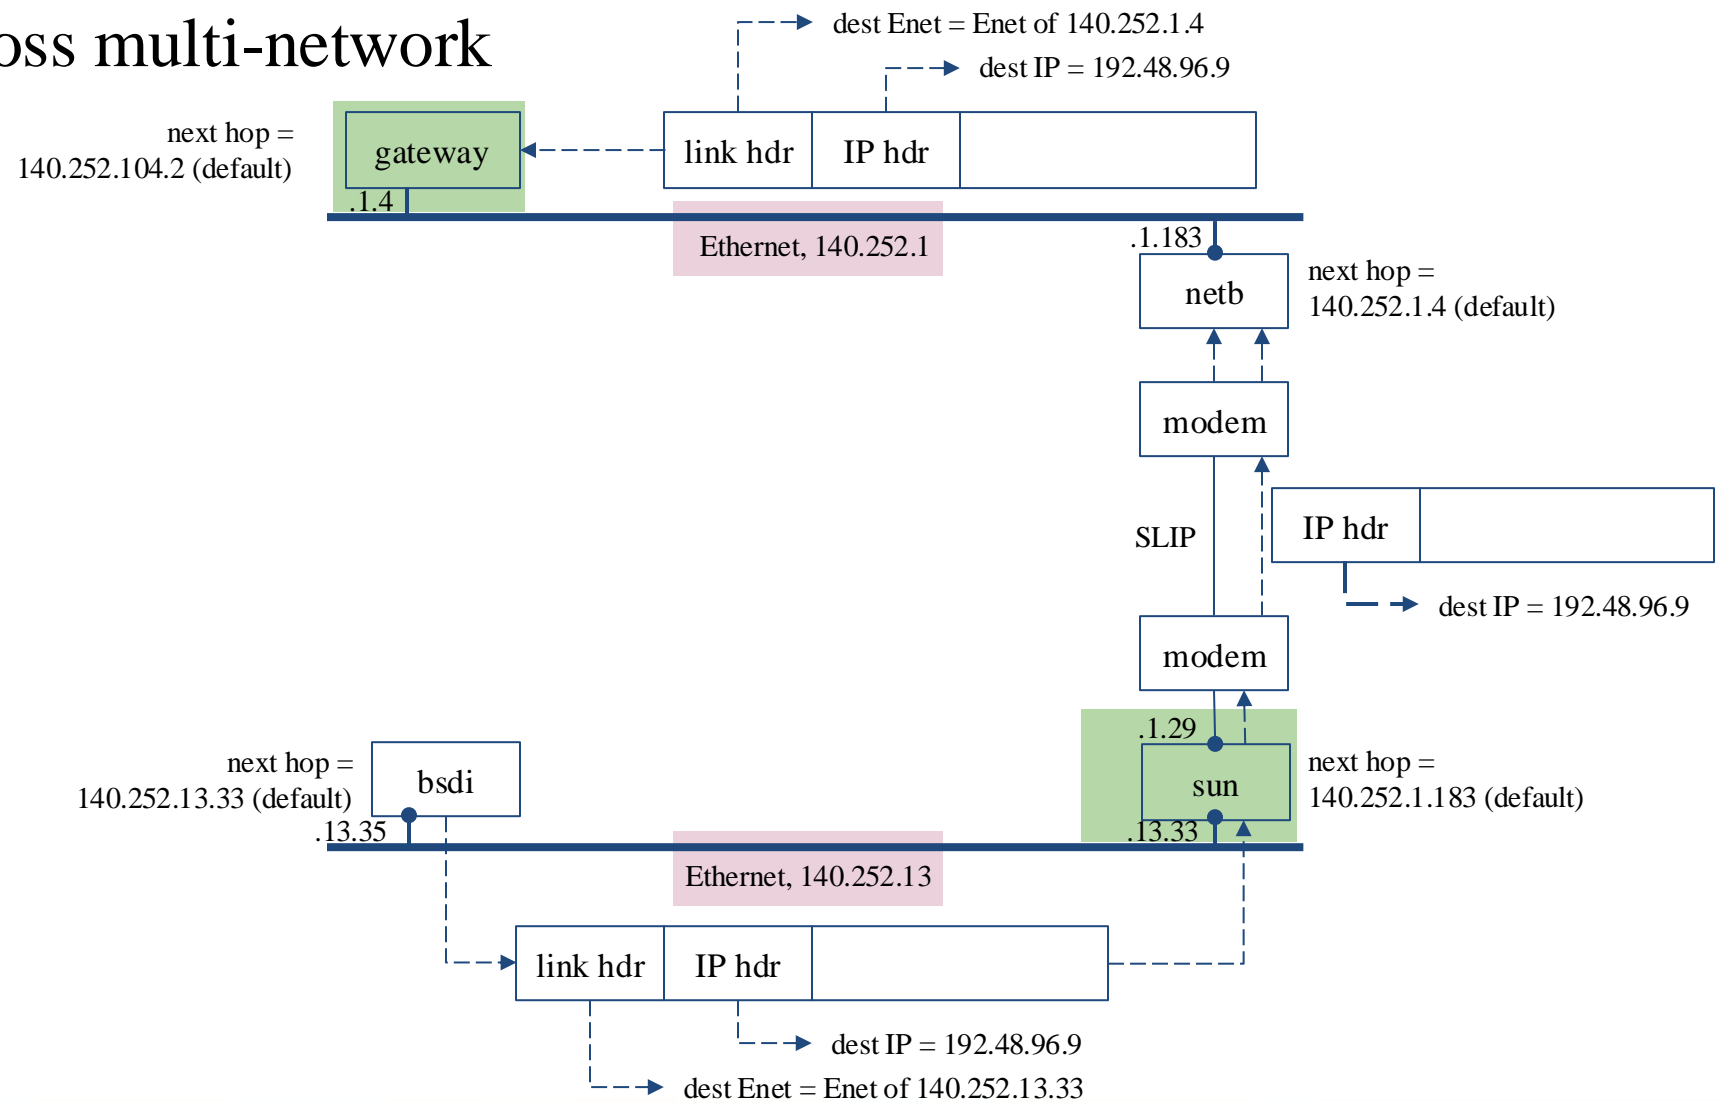 oss multi-network
dest Enet = Enet of 140.252.1.4
dest IP = 192.48.96.9
next hop =
140.252.104.2 (default)
gateway
link hdr
IP hdr
.1.4
Ethernet, 140.252.1
.1.183
netb
next hop =
140.252.1.4 (default)
modem
SLIP
IP hdr
dest IP = 192.48.96.9
modem
.1.29
next hop =
140.252.13.33 (default)
bsdi
sun
next hop =
140.252.1.183 (default)
.13.35
.13.33
Ethernet, 140.252.13
link hdr
IP hdr
dest IP = 192.48.96.9
dest Enet = Enet of 140.252.13.33